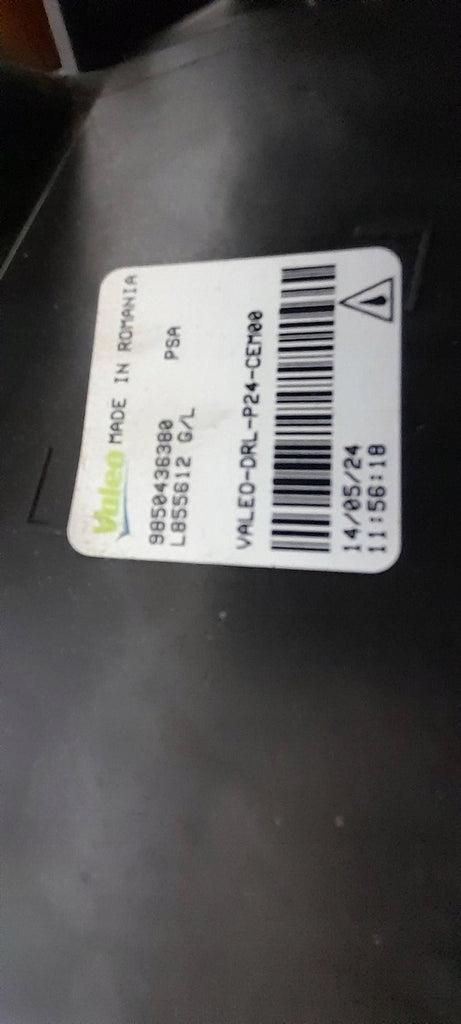 Valeo MADE IN ROMANIA
9850436380 PSA
L855612 G/L
VALEO-DRL-P24-CEM00
14/05/24
11:56:18